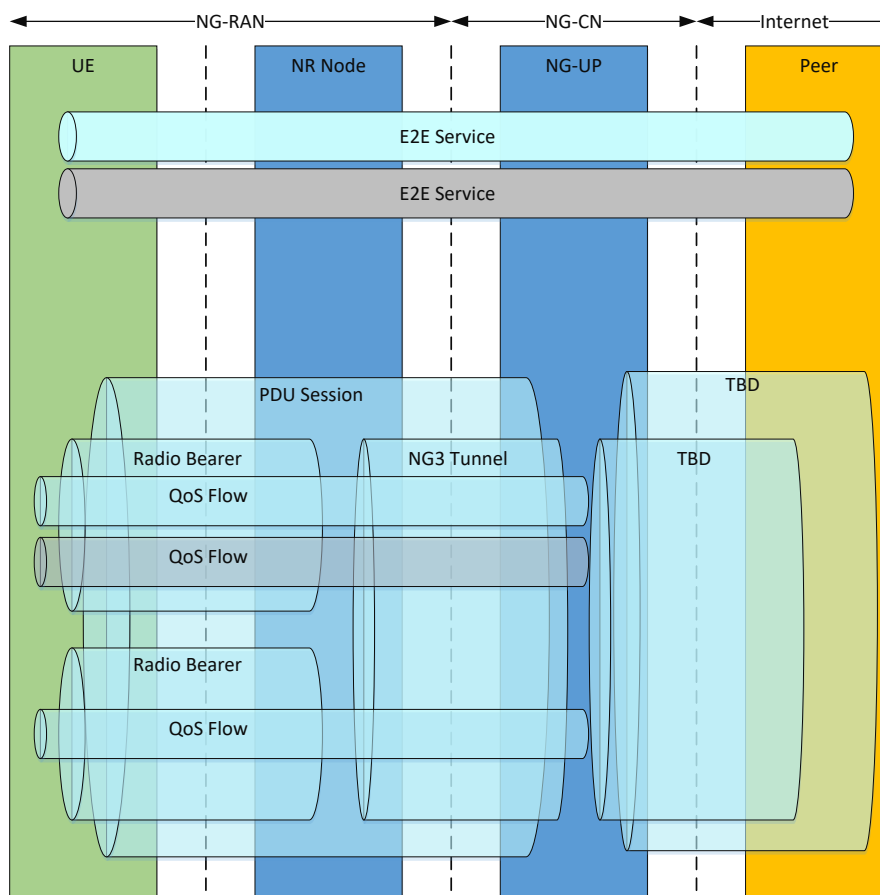 NG-RAN
NG-CN
Internet
UE
NR Node
NG-UP
Peer
E2E Service
E2E Service
PDU Session
TBD
Radio Bearer
NG3 Tunnel
TBD
QoS Flow
QoS Flow
Radio Bearer
QoS Flow